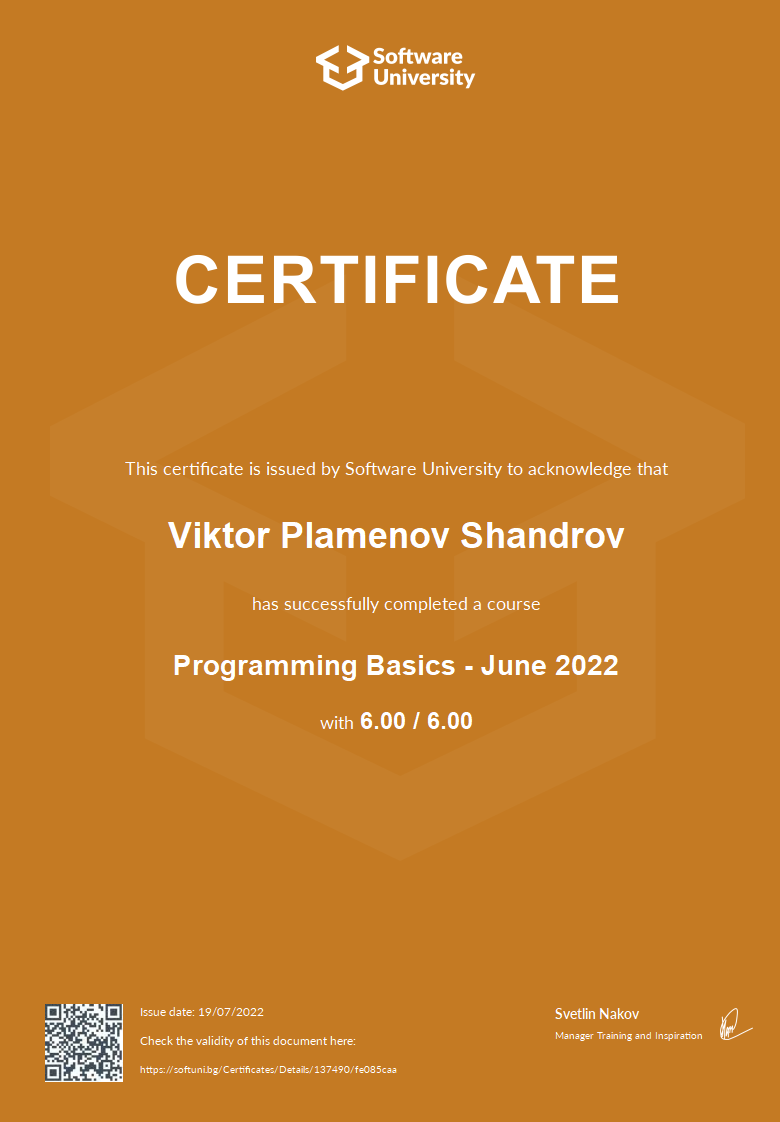 Software
University
CERTIFICATE
This certificate is issued by Software University to acknowledge that
Viktor Plamenov Shandrov
has successfully completed a course
Programming Basics - June 2022
with 6.00 / 6.00
Issue date: 19/07/2022
Check the validity of this document here:
https://softuni.bg/Certificates/Details/137490/fe085caa
Svetlin Nakov
Manager Training and Inspiration